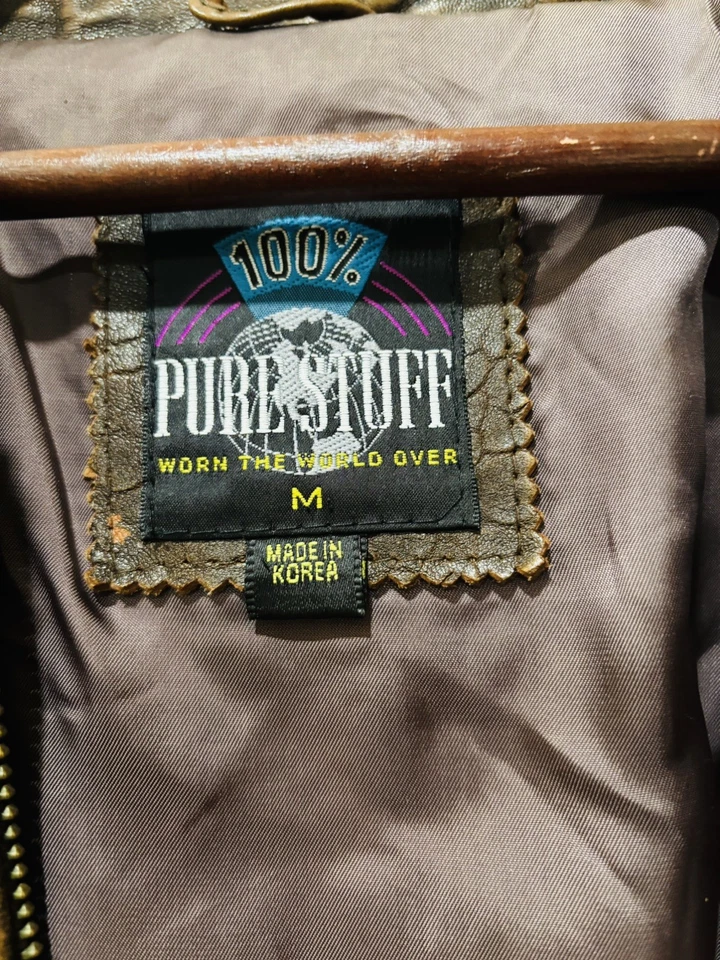 100%
PURE STUFF
WORN THE WORLD OVER
M
MADE IN
KOREA